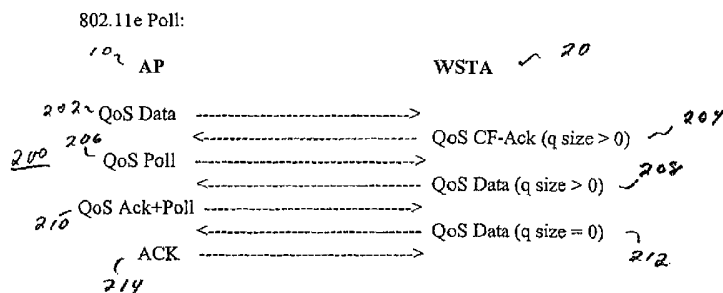 802.11e Poll:
102 AP WSTA 20
202 QoS Data ---------------------------------->
<---------------------------------- QoS CF-Ack (q size > 0) 204
200 206 QoS Poll ---------------------------------->
<---------------------------------- QoS Data (q size > 0) 208
210 QoS Ack+Poll ---------------------------------->
<---------------------------------- QoS Data (q size = 0) 212
ACK ---------------------------------->
214